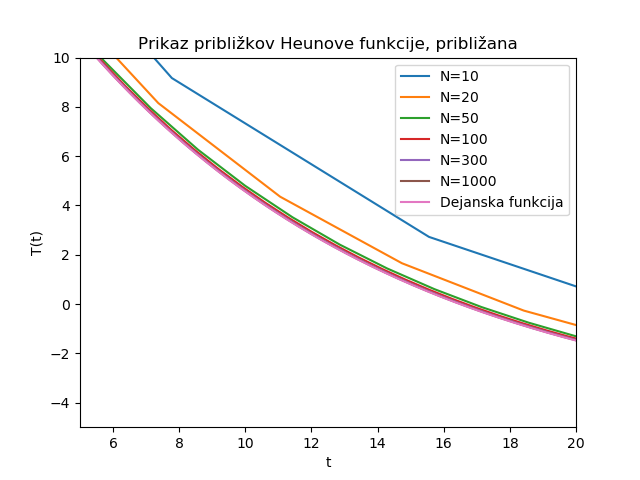 Prikaz približkov Heunove funkcije, približana
N=10
N=20
N=50
N=100
N=300
N=1000
Dejanska funkcija
T(t)
10
8
6
4
2
0
−2
−4
6 8 10 12 14 16 18 20
t